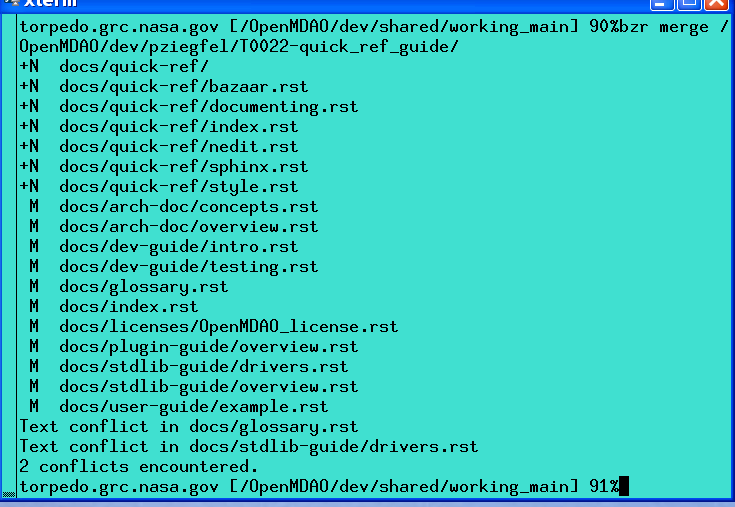 xterm
torpedo.grc.nasa.gov [/OpenMDAO/dev/shared/working_main] 90%bzr merge /
OpenMDAO/dev/pziegfel/T0022-quick_ref_guide/
+N  docs/quick-ref/
+N  docs/quick-ref/bazaar.rst
+N  docs/quick-ref/documenting.rst
+N  docs/quick-ref/index.rst
+N  docs/quick-ref/nedit.rst
+N  docs/quick-ref/sphinx.rst
+N  docs/quick-ref/style.rst
 M  docs/arch-doc/concepts.rst
 M  docs/arch-doc/overview.rst
 M  docs/dev-guide/intro.rst
 M  docs/dev-guide/testing.rst
 M  docs/glossary.rst
 M  docs/index.rst
 M  docs/licenses/OpenMDAO_license.rst
 M  docs/plugin-guide/overview.rst
 M  docs/stdlib-guide/drivers.rst
 M  docs/stdlib-guide/overview.rst
 M  docs/user-guide/example.rst
Text conflict in docs/glossary.rst
Text conflict in docs/stdlib-guide/drivers.rst
2 conflicts encountered.
torpedo.grc.nasa.gov [/OpenMDAO/dev/shared/working_main] 91%